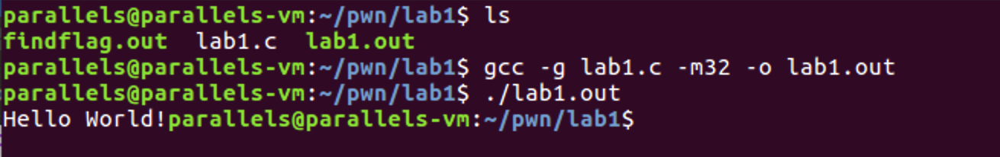 parallels@parallels-vm:~/pwn/lab1$ ls
findflag.out  lab1.c  lab1.out
parallels@parallels-vm:~/pwn/lab1$ gcc -g lab1.c -m32 -o lab1.out
parallels@parallels-vm:~/pwn/lab1$ ./lab1.out
Hello World!parallels@parallels-vm:~/pwn/lab1$